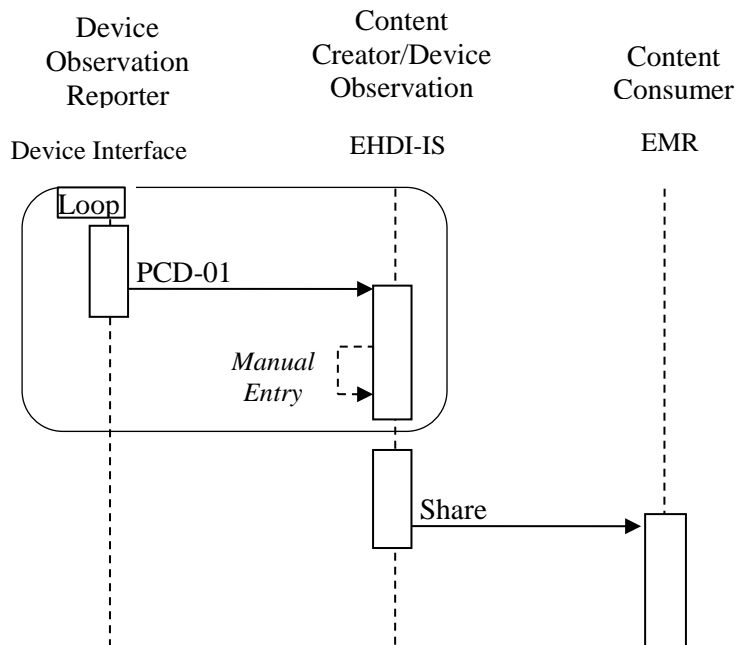 Device
Observation
Reporter
Content
Creator/Device
Observation
Content
Consumer
Device Interface
EHDI-IS
EMR
Loop
PCD-01
Manual
Entry
Share